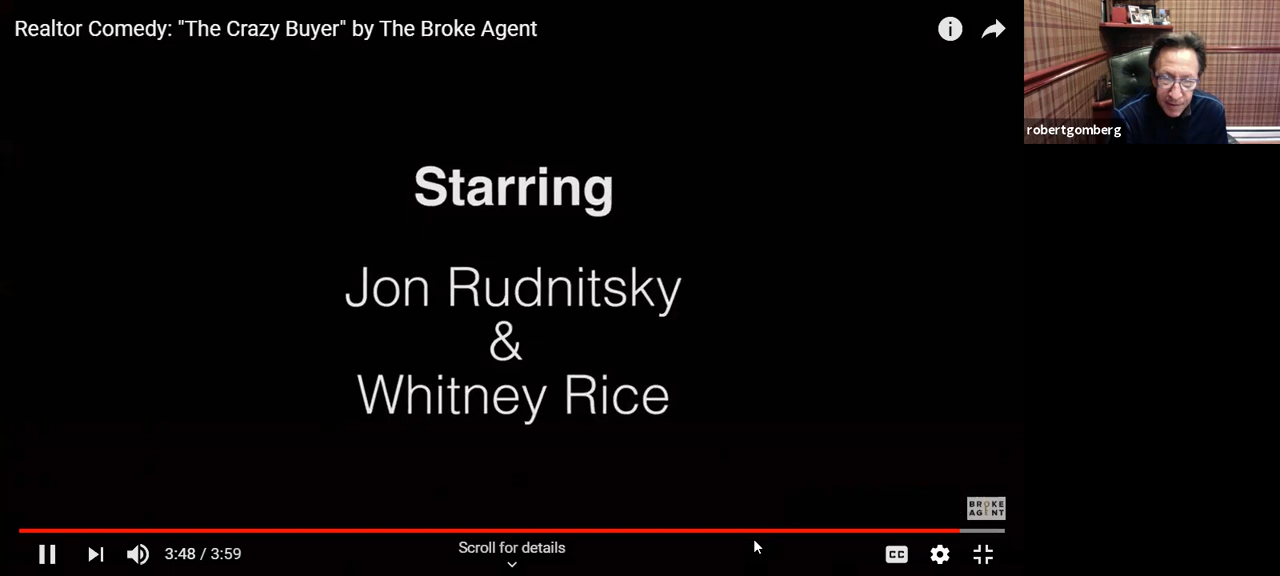 Realtor Comedy: "The Crazy Buyer" by The Broke Agent
robertgomberg
Starring
Jon Rudnitsky
&
Whitney Rice
BROKE
AGENT
3:48 / 3:59
Scroll for details
CC